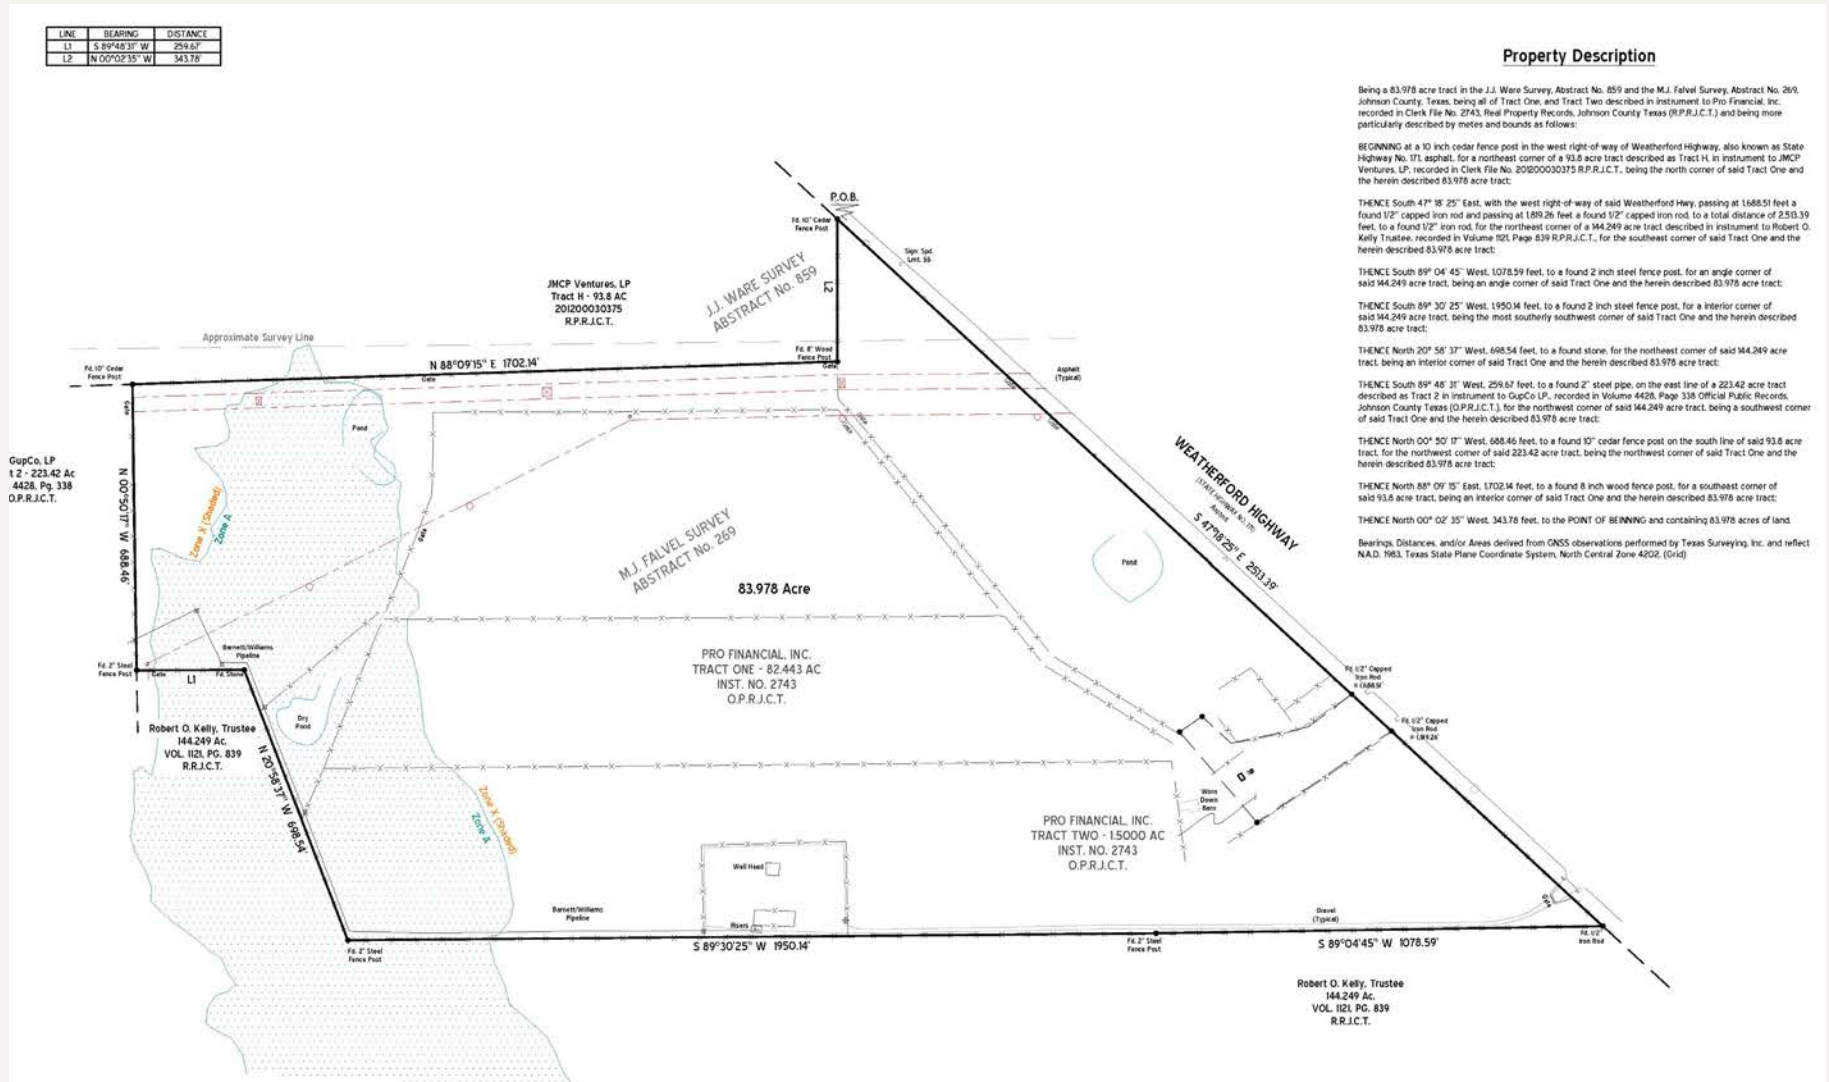 LINE BEARING DISTANCE
L1 S 89°48'31" W 259.67'
L2 N 00°02'35" W 343.78'
Property Description
Being a 83.978 acre tract in the J.J. Ware Survey, Abstract No. 859 and the M.J. Falvel Survey, Abstract No. 269,
Johnson County, Texas, being all of Tract One, and Tract Two described in instrument to Pro Financial, Inc.
recorded in Clerk File No. 2743, Real Property Records, Johnson County Texas (R.P.R.J.C.T.) and being more
particularly described by metes and bounds as follows:
BEGINNING at a 10 inch cedar fence post in the west right-of-way of Weatherford Highway, also known as State
Highway No. 171, asphalt, for a northeast corner of a 93.8 acre tract described as Tract H, in instrument to JMCP
Ventures, LP, recorded in Clerk File No. 201200030375 R.P.R.J.C.T., being the north corner of said Tract One and
the herein described 83.978 acre tract;
THENCE South 47° 18' 25" East, with the west right-of-way of said Weatherford Hwy, passing at 1,688.51 feet a
found 1/2" capped iron rod and passing at 1,819.26 feet a found 1/2" capped iron rod, to a total distance of 2,513.39
feet, to a found 1/2" iron rod, for the northeast corner of a 144.249 acre tract described in instrument to Robert O.
Kelly Trustee, recorded in Volume 1121, Page 839 R.P.R.J.C.T., for the southeast corner of said Tract One and the
herein described 83.978 acre tract;
THENCE South 89° 04' 45" West, 1,078.59 feet, to a found 2 inch steel fence post, for an angle corner of
said 144.249 acre tract, being an angle corner of said Tract One and the herein described 83.978 acre tract;
THENCE South 89° 30' 25" West, 1,950.14 feet, to a found 2 inch steel fence post, for a interior corner of
said 144.249 acre tract, being the most southerly southwest corner of said Tract One and the herein described
83.978 acre tract;
THENCE North 20° 58' 37" West, 698.54 feet, to a found stone, for the northeast corner of said 144.249 acre
tract, being an interior corner of said Tract One and the herein described 83.978 acre tract;
THENCE South 89° 48' 31" West, 259.67 feet, to a found 2" steel pipe, on the east line of a 223.42 acre tract
described as Tract 2 in instrument to GupCo LP., recorded in Volume 4428, Page 338 Official Public Records,
Johnson County Texas (O.P.R.J.C.T.), for the northwest corner of said 144.249 acre tract, being a southwest corner
of said Tract One and the herein described 83.978 acre tract;
THENCE North 00° 50' 17" West, 688.46 feet, to a found 10" cedar fence post on the south line of said 93.8 acre
tract, for the northwest corner of said 223.42 acre tract, being the northwest corner of said Tract One and the
herein described 83.978 acre tract;
THENCE North 88° 09' 15" East, 1,702.14 feet, to a found 8 inch wood fence post, for a southeast corner of
said 93.8 acre tract, being an interior corner of said Tract One and the herein described 83.978 acre tract;
THENCE North 00° 02' 35" West, 343.78 feet, to the POINT OF BEINNING and containing 83.978 acres of land.
Bearings, Distances, and/or Areas derived from GNSS observations performed by Texas Surveying, Inc. and reflect
N.A.D. 1983, Texas State Plane Coordinate System, North Central Zone 4202, (Grid)
P.O.B.
Fd. 10" Cedar
Fence Post
Sign: Spd.
Lmt. 55
J.J. WARE SURVEY
ABSTRACT No. 859
L2
JMCP Ventures, LP
Tract H - 93.8 AC
201200030375
R.P.R.J.C.T.
Approximate Survey Line
Fd. 8" Wood
Fence Post
Gate
Fd. 10" Cedar
Fence Post
N 88°09'15" E 1702.14'
Gate
Gate
Asphalt
(Typical)
Gate
Gate
Pond
GupCo, LP
t 2 - 223.42 Ac
4428, Pg. 338
O.P.R.J.C.T.
N 00°50'17" W 688.46'
Zone X (Shaded)
Zone A
Gate
M.J. FALVEL SURVEY
ABSTRACT No. 269
83.978 Acre
WEATHERFORD HIGHWAY
(STATE HIGHWAY NO. 171)
Asphalt
S 47°18'25" E 2513.39'
Pond
Barnett/Williams
Pipeline
Fd. 2" Steel
Fence Post
Gate
L1
Fd. Stone
PRO FINANCIAL, INC.
TRACT ONE - 82.443 AC
INST. NO. 2743
O.P.R.J.C.T.
Fd. 1/2" Capped
Iron Rod
@ 1,688.51'
Fd. 1/2" Capped
Iron Rod
@ 1,819.26'
Dry
Pond
Robert O. Kelly, Trustee
144.249 Ac.
VOL. 1121, PG. 839
R.R.J.C.T.
N 20°58'37" W 698.54'
Zone X (Shaded)
Zone A
Worn
Down
Barn
PRO FINANCIAL, INC.
TRACT TWO - 1.5000 AC
INST. NO. 2743
O.P.R.J.C.T.
Well Head
Risers
Barnett/Williams
Pipeline
Gravel
(Typical)
Gate
Fd. 2" Steel
Fence Post
S 89°30'25" W 1950.14'
Fd. 2" Steel
Fence Post
S 89°04'45" W 1078.59'
Fd. 1/2"
Iron Rod
Robert O. Kelly, Trustee
144.249 Ac.
VOL. 1121, PG. 839
R.R.J.C.T.